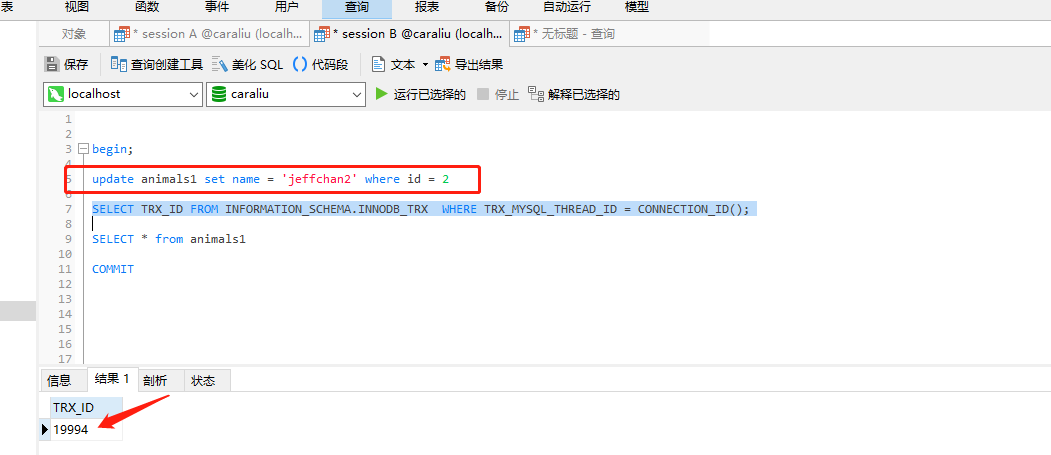 表 视图 函数 事件 用户 查询 报表 备份 自动运行 模型
对象 * session A @caraliu (localh... * session B @caraliu (localh... * 无标题 - 查询
保存 查询创建工具 美化 SQL () 代码段 文本 导出结果
localhost caraliu 运行已选择的 停止 解释已选择的
1
2
3 begin;
4
5 update animals1 set name = 'jeffchan2' where id = 2
6
7 SELECT TRX_ID FROM INFORMATION_SCHEMA.INNODB_TRX  WHERE TRX_MYSQL_THREAD_ID = CONNECTION_ID();
8
9 SELECT * from animals1
10
11 COMMIT
12
13
14
15
16
17
信息 结果 1 剖析 状态
TRX_ID
19994